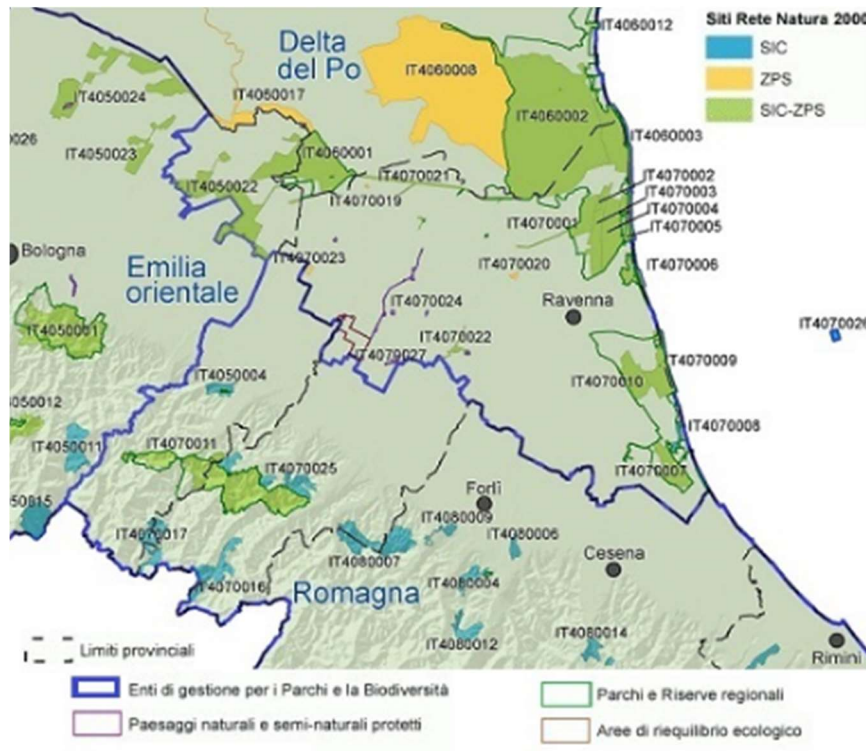 IT4060012
Siti Rete Natura 2000
SIC
ZPS
SIC-ZPS
Delta
del Po
IT4060008
IT4050024
IT4060017
IT4060002
IT4060003
IT4050023
IT4060001
IT4050022
IT4070021
IT4070019
IT4070002
IT4070003
IT4070004
IT4070005
IT4070001
Bologna
IT4070023
IT4070020
IT4070006
Emilia
orientale
IT4070024
Ravenna
IT4050001
IT4070022
IT4070027
IT4070009
IT4070010
IT4050004
IT4070008
IT4050011
IT4070011
IT4070025
IT4070007
Forlì
IT4080009
IT4070017
IT4080007
IT4080006
Cesena
IT4070016
IT4080004
Romagna
IT4080012
IT4080014
Rimini
Limiti provinciali
Enti di gestione per i Parchi e la Biodiversità
Parchi e Riserve regionali
Paesaggi naturali e semi-naturali protetti
Aree di riequilibrio ecologico